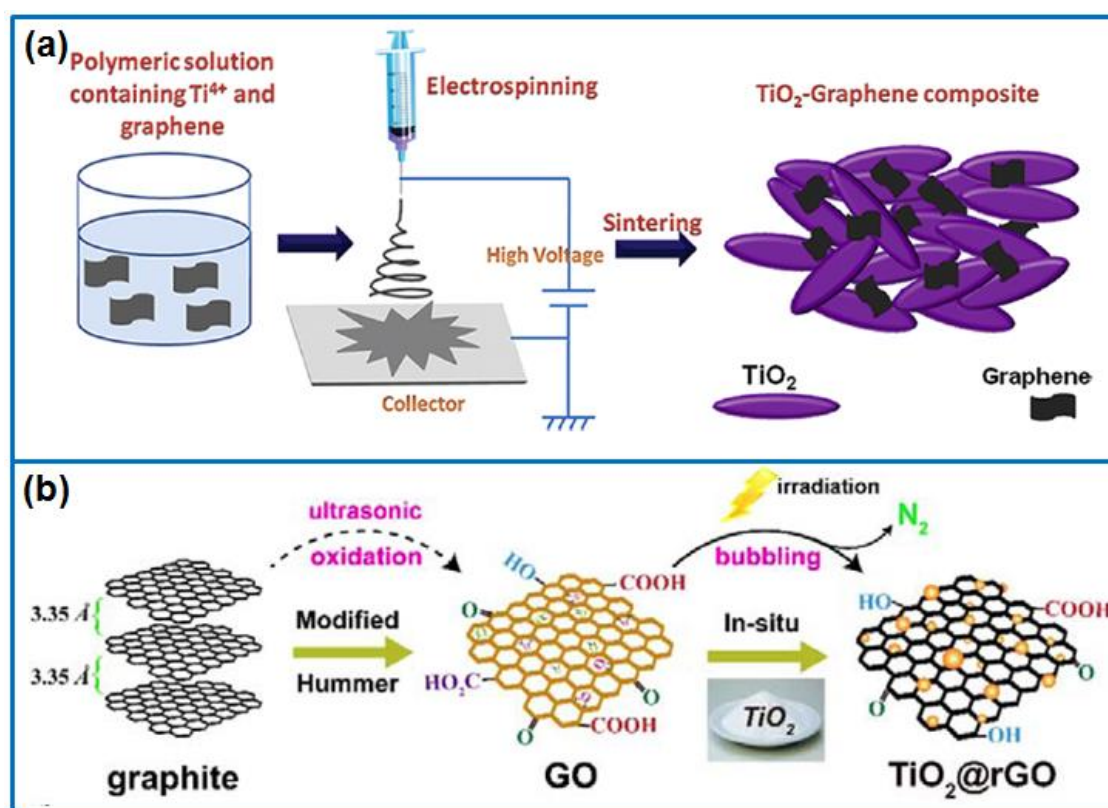 (a)
Polymeric solution
containing Ti⁴⁺ and
graphene
Electrospinning
High Voltage
Collector
Sintering
TiO₂-Graphene composite
TiO₂
Graphene
(b)
3.35 Å
3.35 Å
graphite
ultrasonic
oxidation
Modified
Hummer
HO
COOH
O
HO₂C
O
O
COOH
GO
irradiation
bubbling
N₂
In-situ
TiO₂
HO
COOH
O
O
OH
TiO₂@rGO